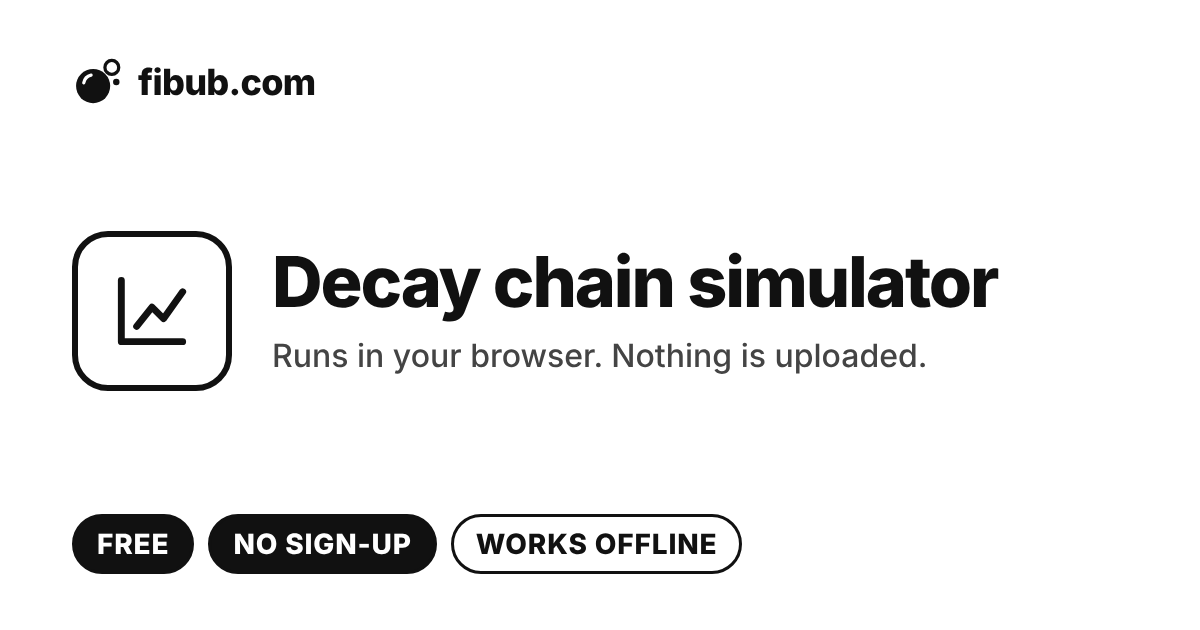 fibub.com
Decay chain simulator
Runs in your browser. Nothing is uploaded.
FREE
NO SIGN-UP
WORKS OFFLINE